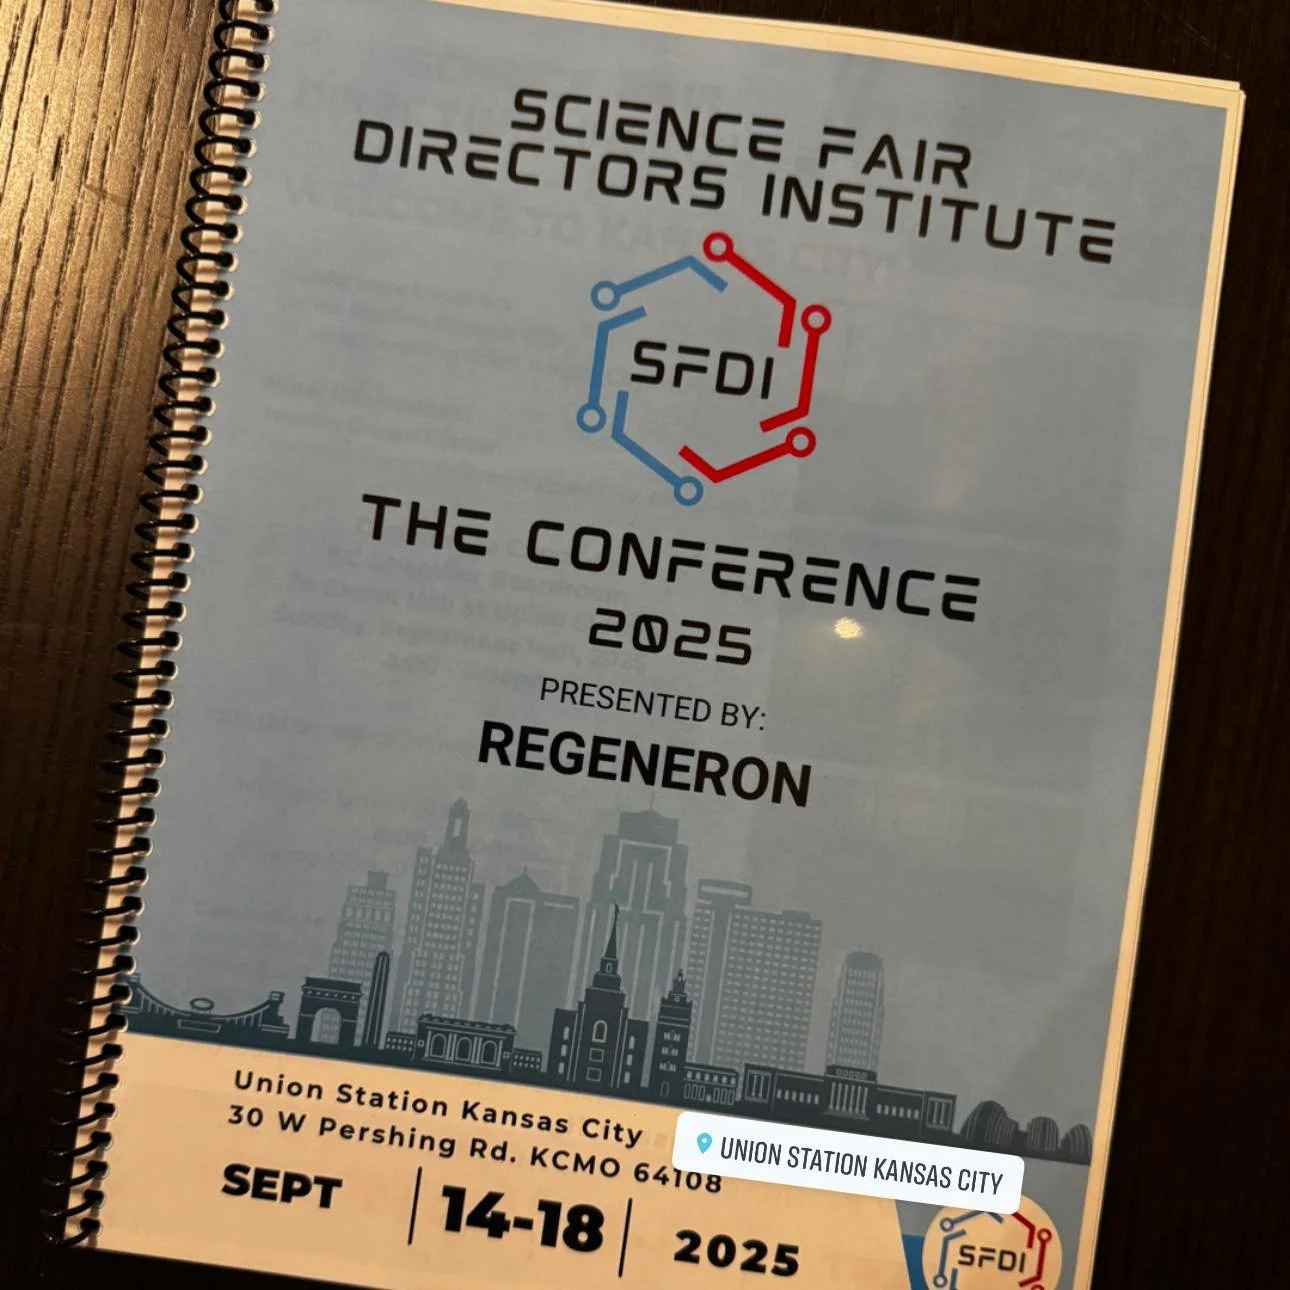 SCIENCE FAIR
DIRECTORS INSTITUTE
SFDI
THE CONFERENCE
2025
PRESENTED BY:
REGENERON
Union Station Kansas City
30 W Pershing Rd. KCMO 64108
UNION STATION KANSAS CITY
SEPT | 14-18 | 2025
SFDI